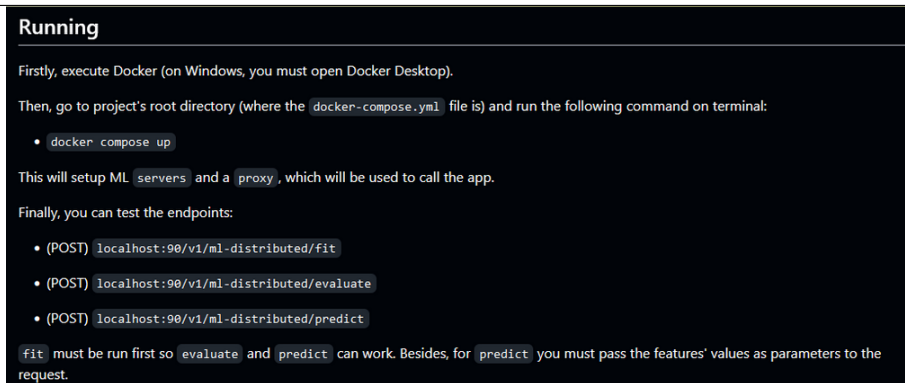 Running
Firstly, execute Docker (on Windows, you must open Docker Desktop).
Then, go to project's root directory (where the docker-compose.yml file is) and run the following command on terminal:
• docker compose up
This will setup ML servers and a proxy, which will be used to call the app.
Finally, you can test the endpoints:
• (POST) localhost:90/v1/ml-distributed/fit
• (POST) localhost:90/v1/ml-distributed/evaluate
• (POST) localhost:90/v1/ml-distributed/predict
fit must be run first so evaluate and predict can work. Besides, for predict you must pass the features' values as parameters to the
request.